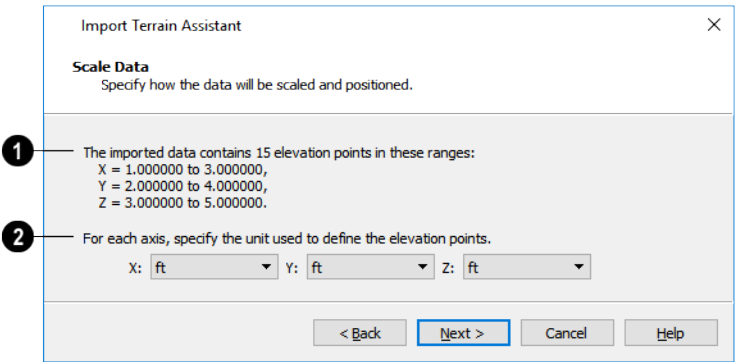 Import Terrain Assistant
Scale Data
Specify how the data will be scaled and positioned.
1
The imported data contains 15 elevation points in these ranges:
X = 1.000000 to 3.000000,
Y = 2.000000 to 4.000000,
Z = 3.000000 to 5.000000.
2
For each axis, specify the unit used to define the elevation points.
X: ft Y: ft Z: ft
< Back Next > Cancel Help